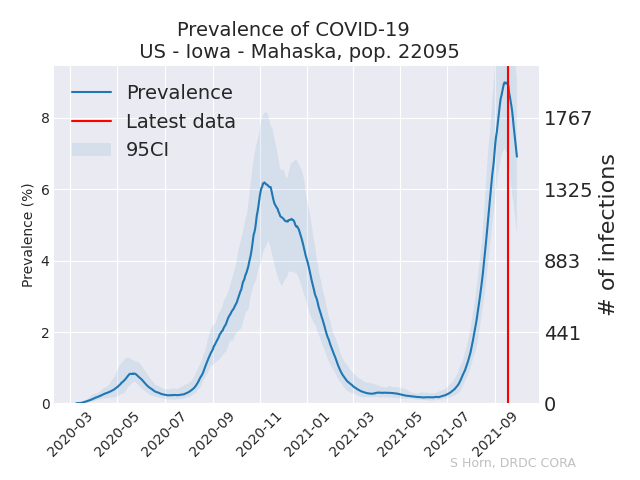 Prevalence of COVID-19
US - Iowa - Mahaska, pop. 22095
Prevalence
Latest data
95CI
Prevalence (%)
8
6
4
2
0
1767
1325
883
441
0
# of infections
2020-03
2020-05
2020-07
2020-09
2020-11
2021-01
2021-03
2021-05
2021-07
2021-09
S Horn, DRDC CORA